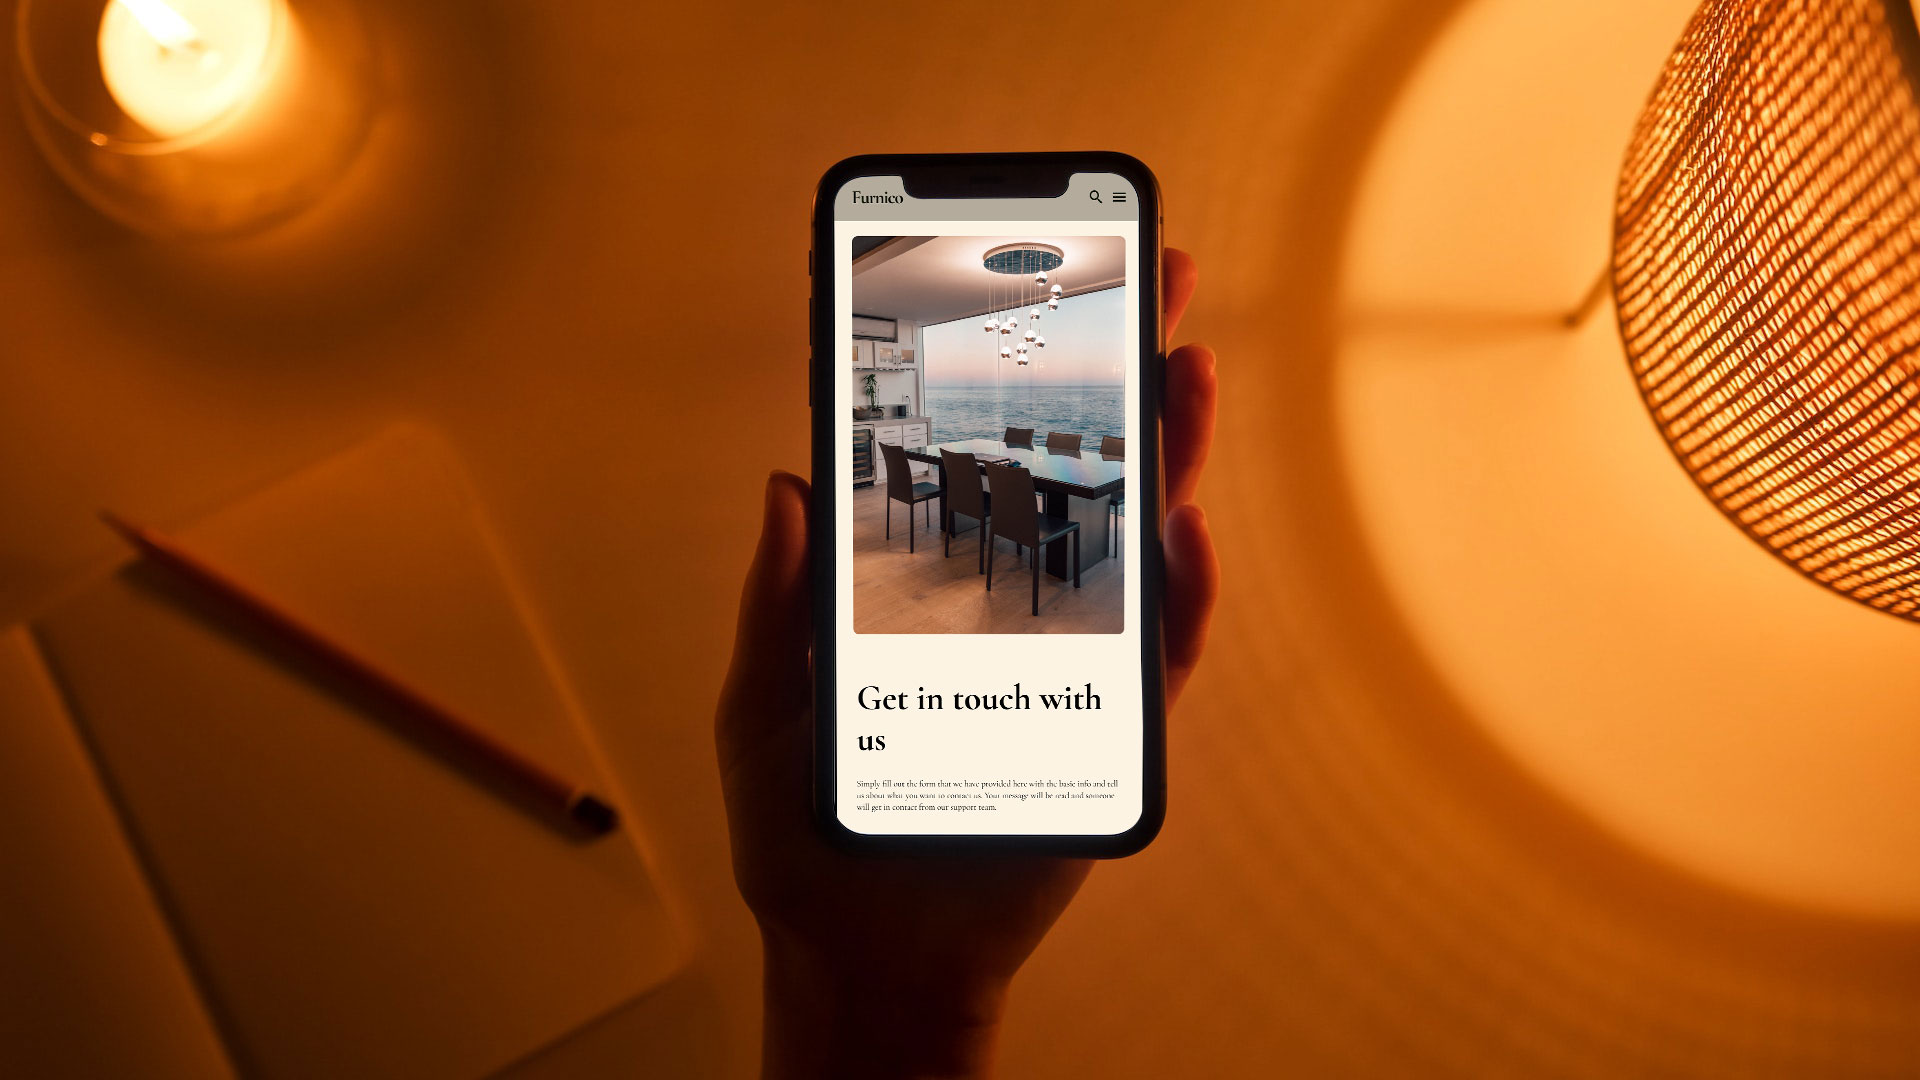 Furnico
Get in touch with
us
Simply fill out the form that we have provided here with the basic info and tell
us about what you want to contact us. Your message will be read and someone
will get in contact from our support team.